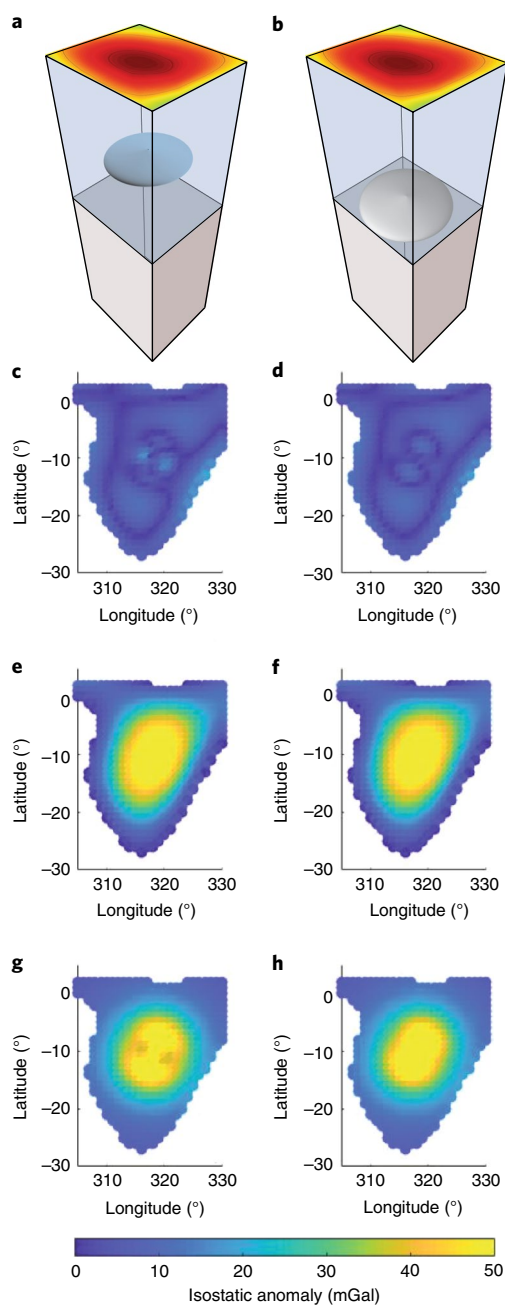 a
b
c
d
0
–10
–20
–30
Latitude (°)
310
320
330
Longitude (°)
0
–10
–20
–30
Latitude (°)
310
320
330
Longitude (°)
e
f
0
–10
–20
–30
Latitude (°)
310
320
330
Longitude (°)
0
–10
–20
–30
Latitude (°)
310
320
330
Longitude (°)
g
h
0
–10
–20
–30
Latitude (°)
310
320
330
Longitude (°)
0
–10
–20
–30
Latitude (°)
310
320
330
Longitude (°)
0 10 20 30 40 50
Isostatic anomaly (mGal)